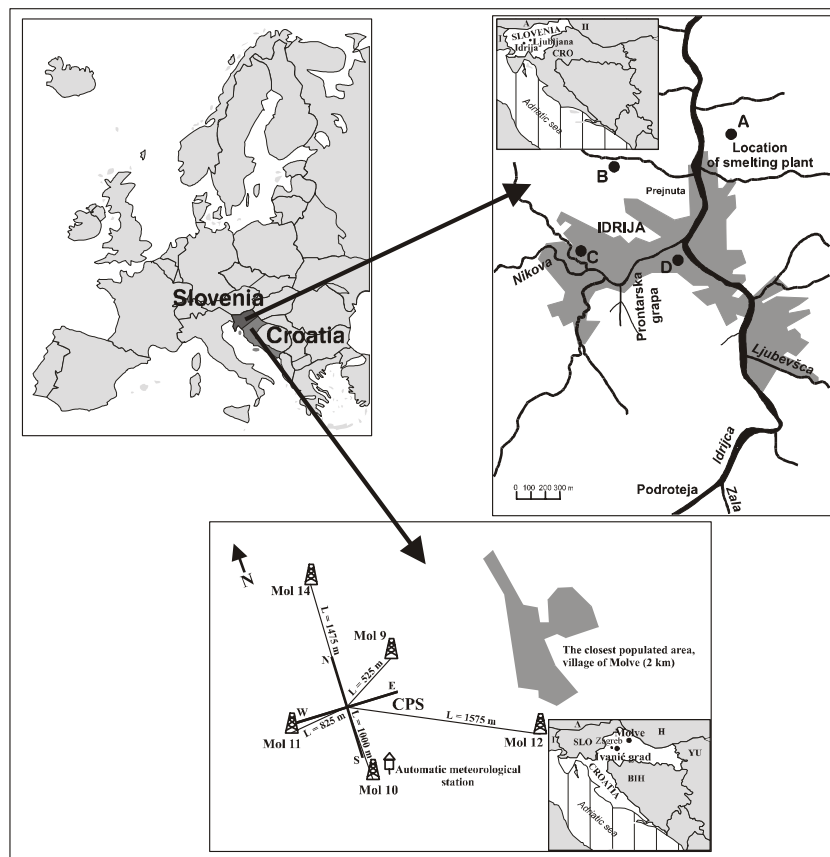 Slovenia
Croatia
A
H
SLOVENIA
Ljubljana
Idrija
I
CRO
Adriatic sea
A
Location
of smelting plant
B
Prejnuta
IDRIJA
C
D
Nikova
Prontarska
grapa
Ljubevšca
Idrijca
0 100 200 300 m
Podroteja
Zala
N
Mol 14
L = 1475 m
Mol 9
L = 525 m
N
E
CPS
W
L = 825 m
Mol 11
L = 1000 m
S
L = 1575 m
Mol 12
Mol 10
Automatic meteorological
station
The closest populated area,
village of Molve (2 km)
A
Molve
H
SLO
Zagreb
I
YU
Ivanić grad
CROATIA
BIH
Adriatic sea